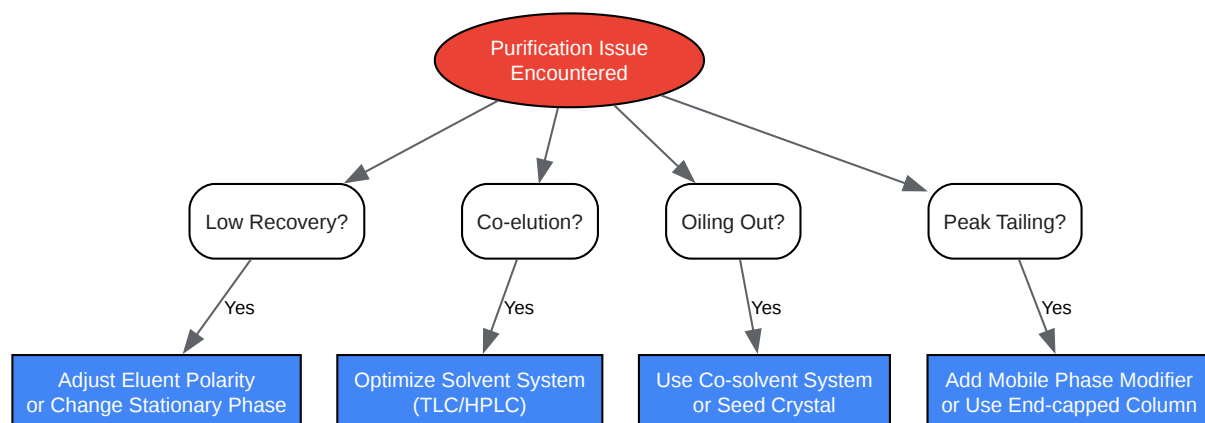 Purification Issue
Encountered
Low Recovery?
Co-elution?
Oiling Out?
Peak Tailing?
Yes
Yes
Yes
Yes
Adjust Eluent Polarity
or Change Stationary Phase
Optimize Solvent System
(TLC/HPLC)
Use Co-solvent System
or Seed Crystal
Add Mobile Phase Modifier
or Use End-capped Column